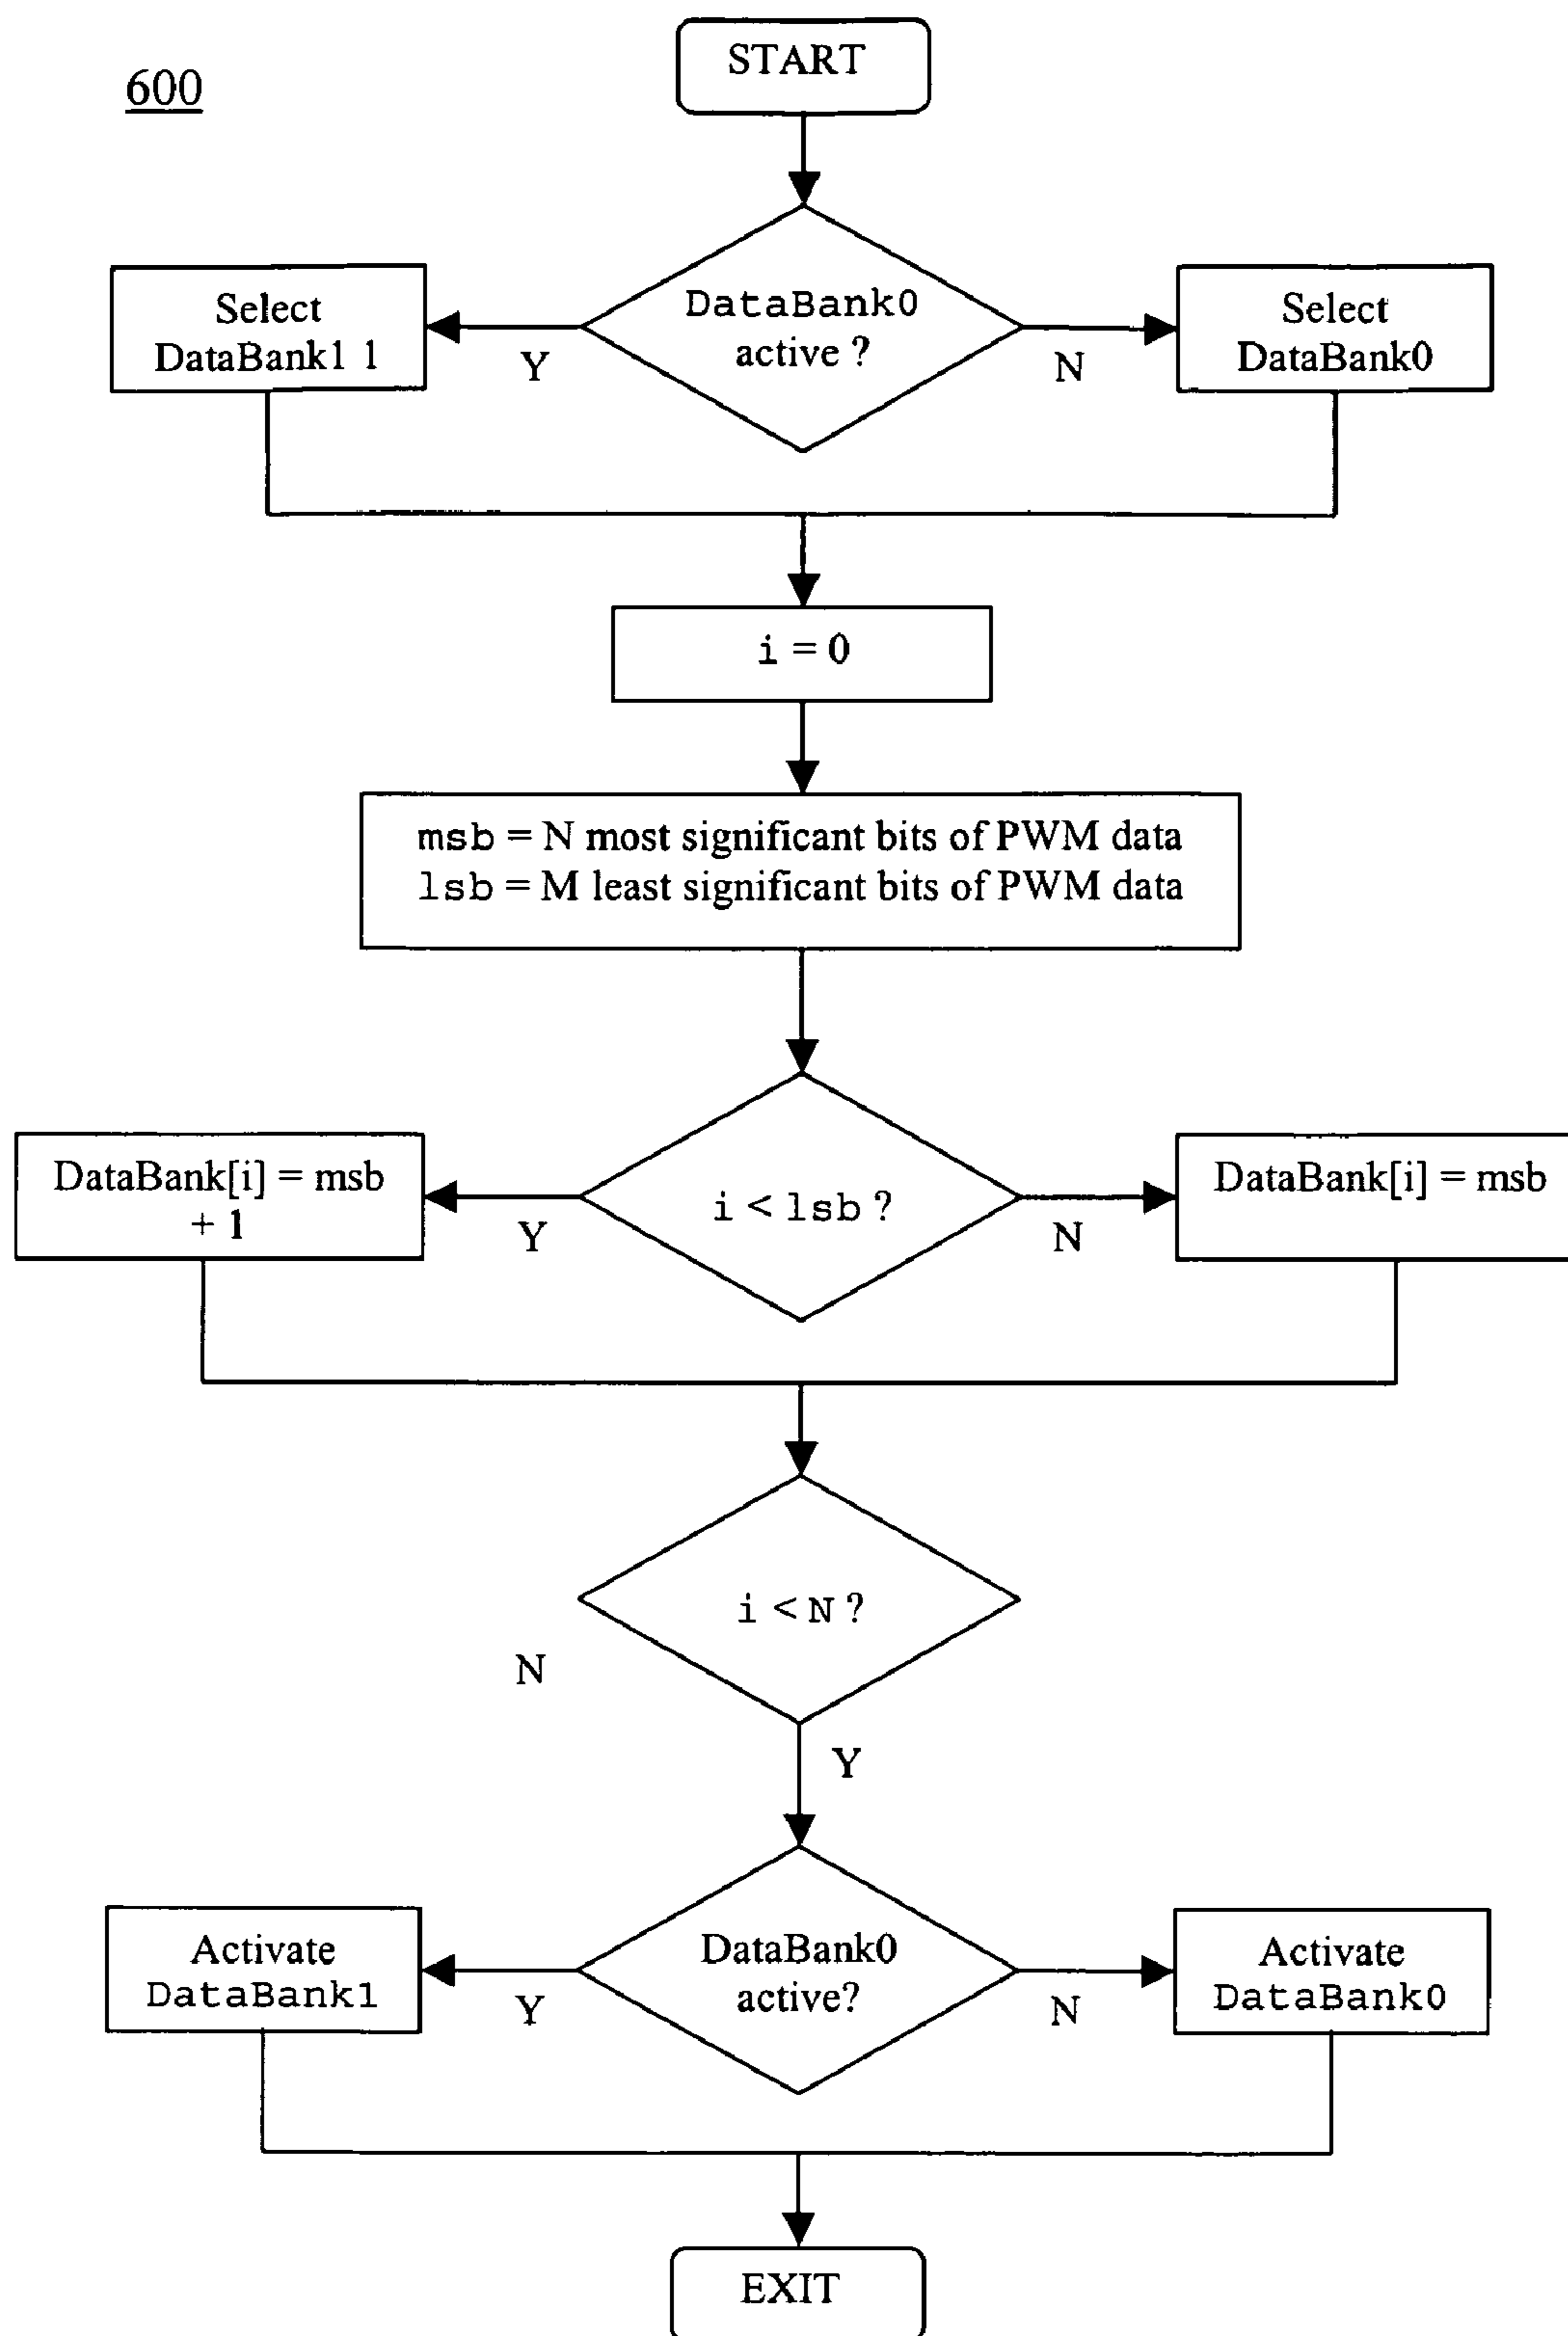 600
START
DataBank0
active ?
Select
DataBank1 1
Y
N
Select
DataBank0
i = 0
msb = N most significant bits of PWM data
lsb = M least significant bits of PWM data
DataBank[i] = msb
+ 1
Y
i < lsb ?
N
DataBank[i] = msb
i < N ?
N
Y
Activate
DataBank1
Y
DataBank0
active?
N
Activate
DataBank0
EXIT